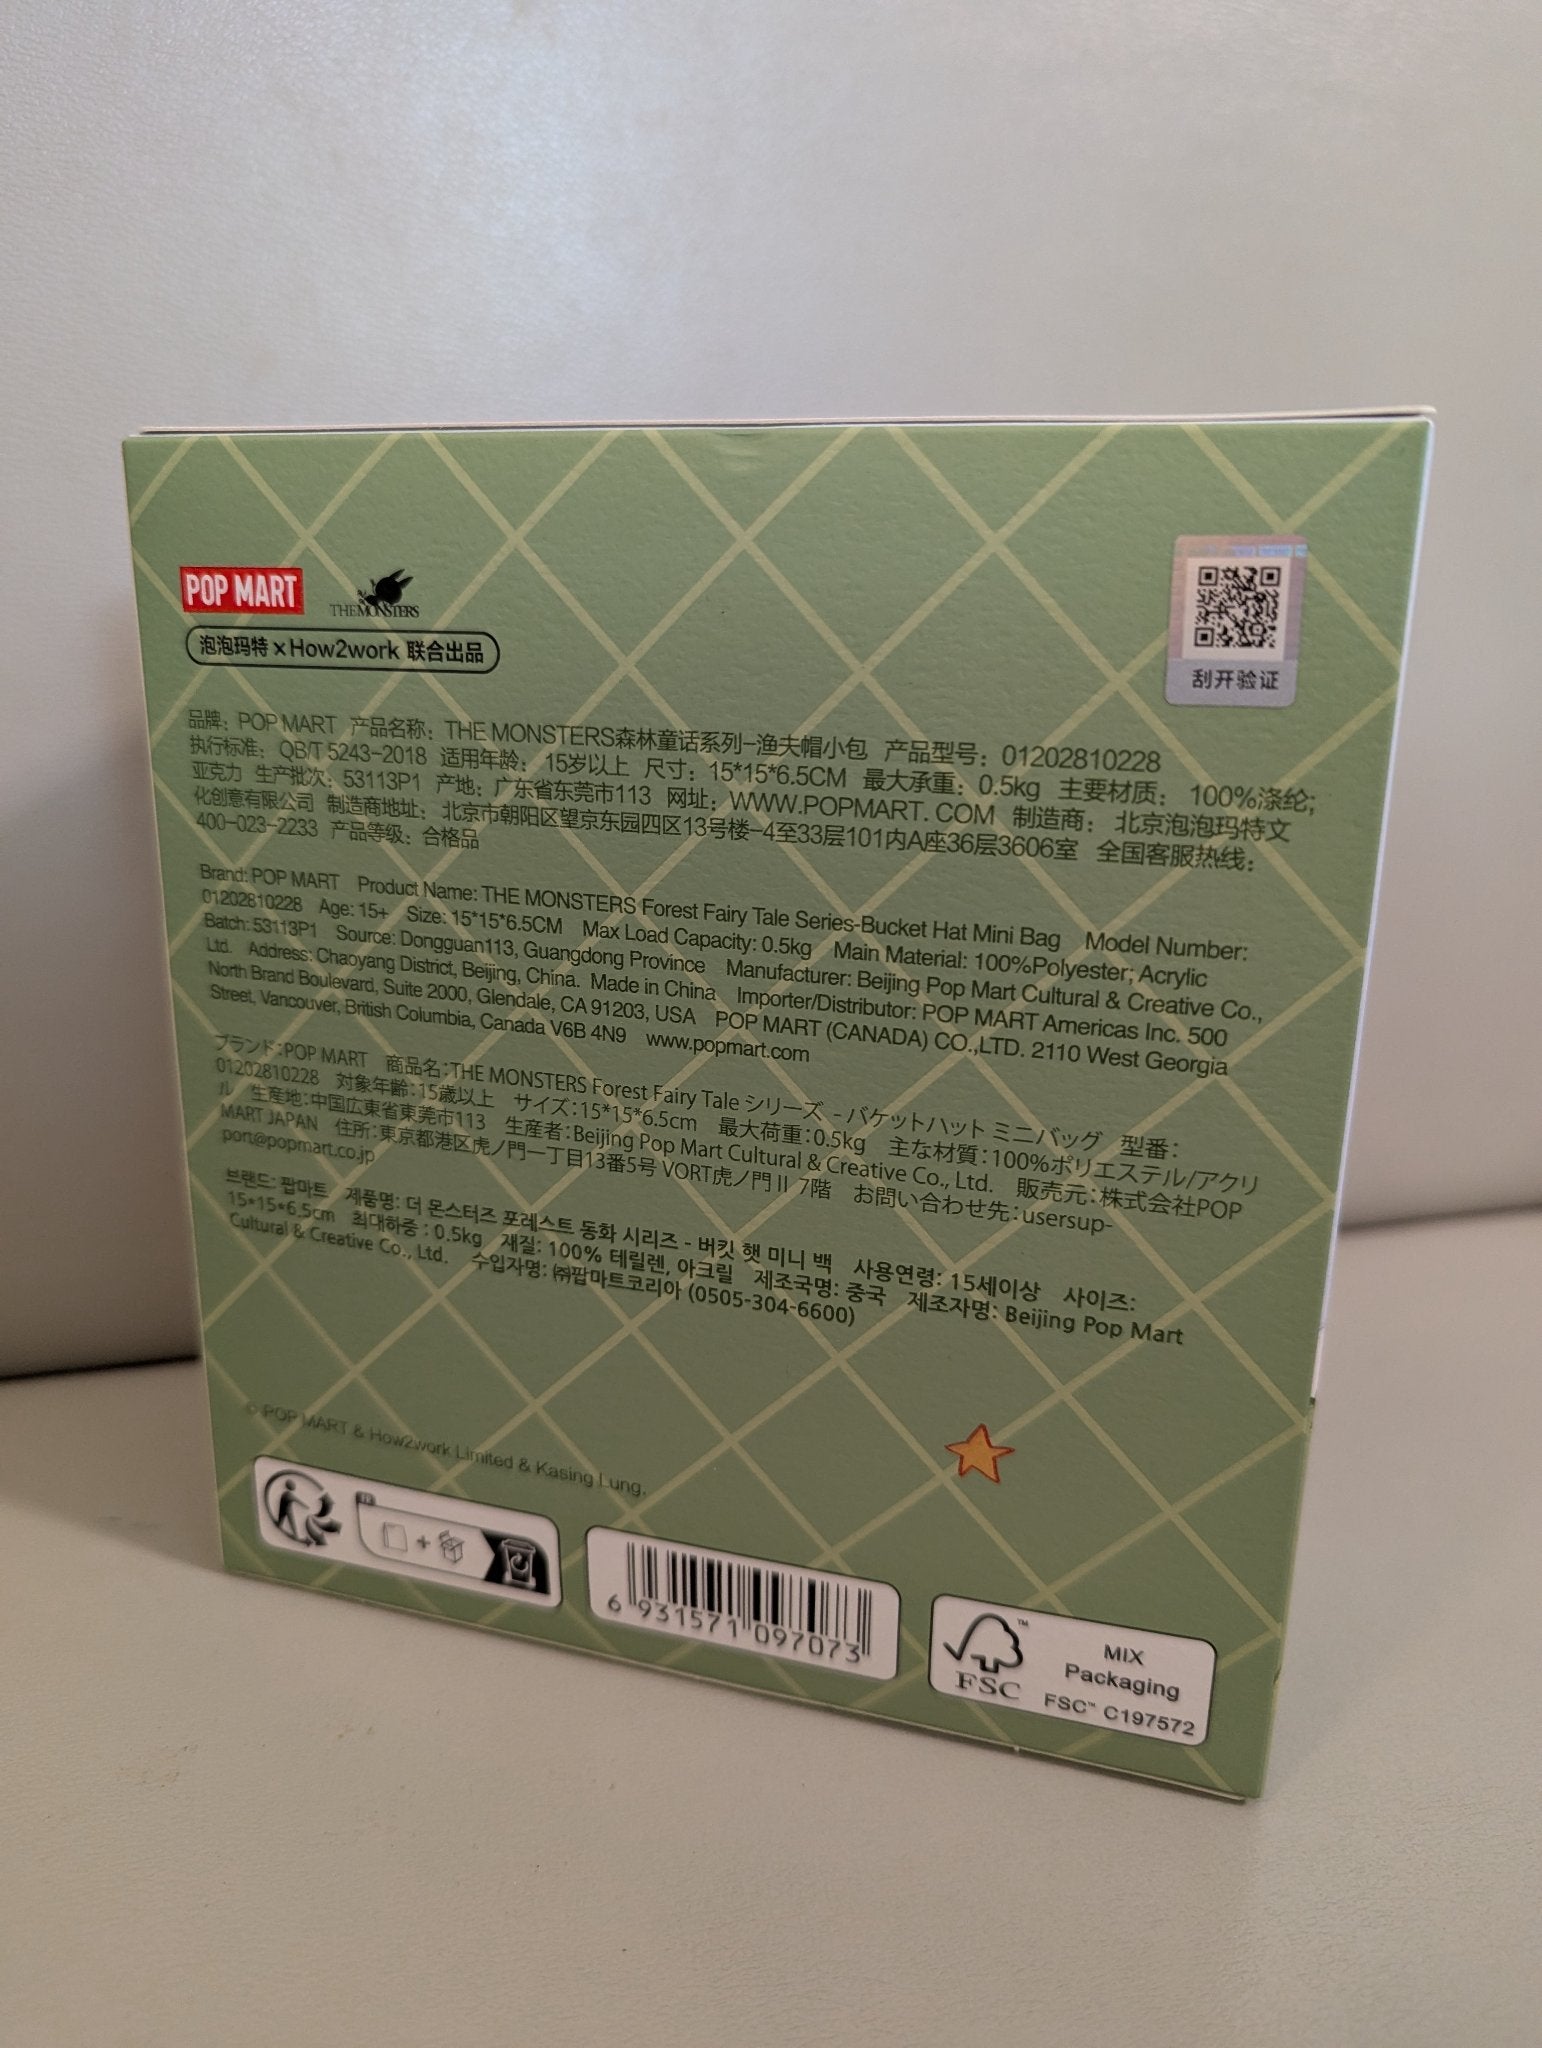 POP MART
THE MONSTERS
泡泡玛特 x How2work 联合出品
刮开验证
品牌：POP MART 产品名称：THE MONSTERS森林童话系列-渔夫帽小包 产品型号：01202810228
执行标准：QB/T 5243-2018 适用年龄：15岁以上 尺寸：15*15*6.5CM 最大承重：0.5kg 主要材质：100%涤纶；
亚克力 生产批次：53113P1 产地：广东省东莞市113 网址：WWW.POPMART. COM 制造商：北京泡泡玛特文
化创意有限公司 制造商地址：北京市朝阳区望京东园四区13号楼-4至33层101内A座36层3606室 全国客服热线：
400-023-2233 产品等级：合格品
Brand: POP MART Product Name: THE MONSTERS Forest Fairy Tale Series-Bucket Hat Mini Bag Model Number:
01202810228 Age: 15+ Size: 15*15*6.5CM Max Load Capacity: 0.5kg Main Material: 100%Polyester; Acrylic
Batch: 53113P1 Source: Dongguan113, Guangdong Province Manufacturer: Beijing Pop Mart Cultural & Creative Co.,
Ltd. Address: Chaoyang District, Beijing, China. Made in China Importer/Distributor: POP MART Americas Inc. 500
North Brand Boulevard, Suite 2000, Glendale, CA 91203, USA POP MART (CANADA) CO.,LTD. 2110 West Georgia
Street, Vancouver, British Columbia, Canada V6B 4N9 www.popmart.com
ブランド:POP MART 商品名:THE MONSTERS Forest Fairy Tale シリーズ - バケットハット ミニバッグ 型番:
01202810228 対象年齢:15歳以上 サイズ:15*15*6.5cm 最大荷重:0.5kg 主な材質:100%ポリエステル/アクリ
ル 生産地:中国広東省東莞市113 生産者:Beijing Pop Mart Cultural & Creative Co., Ltd. 販売元:株式会社POP
MART JAPAN 住所:東京都港区虎ノ門一丁目13番5号 VORT虎ノ門Ⅱ 7階 お問い合わせ先:usersup-
port@popmart.co.jp
브랜드: 팝마트 제품명: 더 몬스터즈 포레스트 동화 시리즈 - 버킷 햇 미니 백 사용연령: 15세이상 사이즈:
15*15*6.5cm 최대하중 : 0.5kg 재질: 100% 테릴렌, 아크릴 제조국명: 중국 제조자명: Beijing Pop Mart
Cultural & Creative Co., Ltd. 수입자명: ㈜팝마트코리아 (0505-304-6600)
© POP MART & How2work Limited & Kasing Lung.
6 931571 097073
FSC™
MIX
Packaging
FSC™ C197572